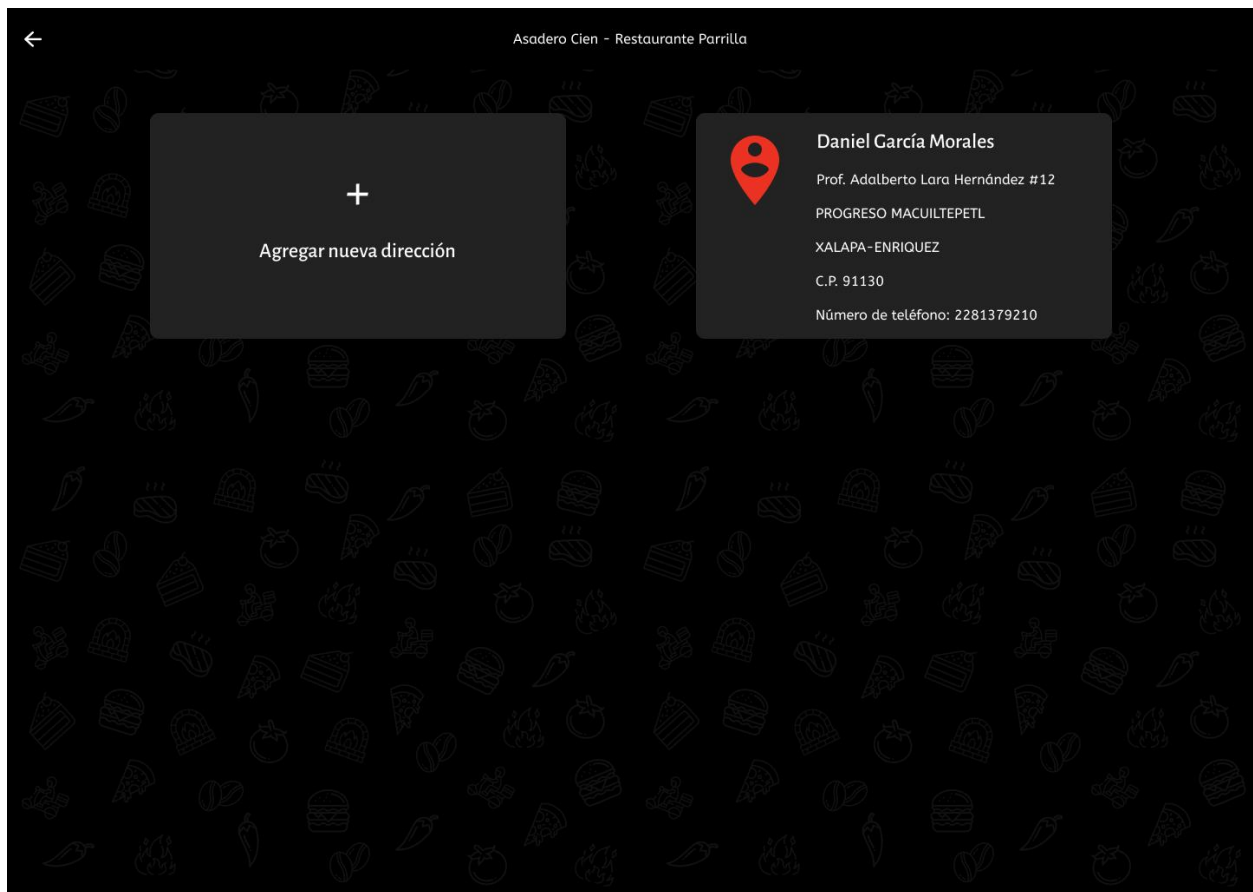 Asadero Cien - Restaurante Parrilla
+
Agregar nueva dirección
Daniel García Morales
Prof. Adalberto Lara Hernández #12
PROGRESO MACUILTEPETL
XALAPA-ENRIQUEZ
C.P. 91130
Número de teléfono: 2281379210